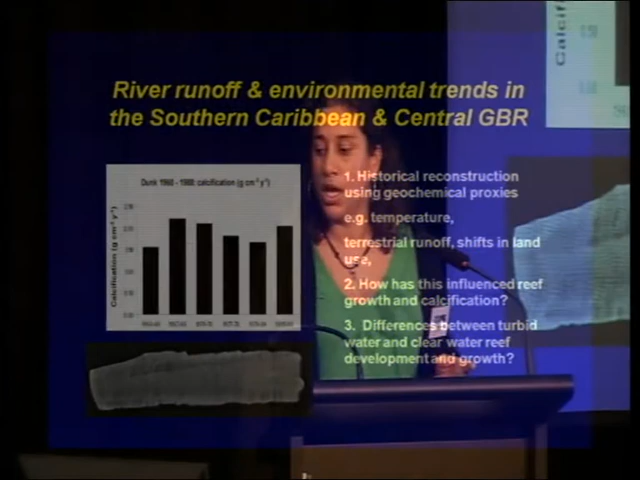 River runoff & environmental trends in
the Southern Caribbean & Central GBR
1. Historical reconstruction
using geochemical proxies
e.g. temperature,
terrestrial runoff, shifts in land
use,
2. How has this influenced reef
growth and calcification?
3. Differences between turbid
water and clear water reef
development and growth?
Calcification (g cm⁻² y⁻¹)
Calcif